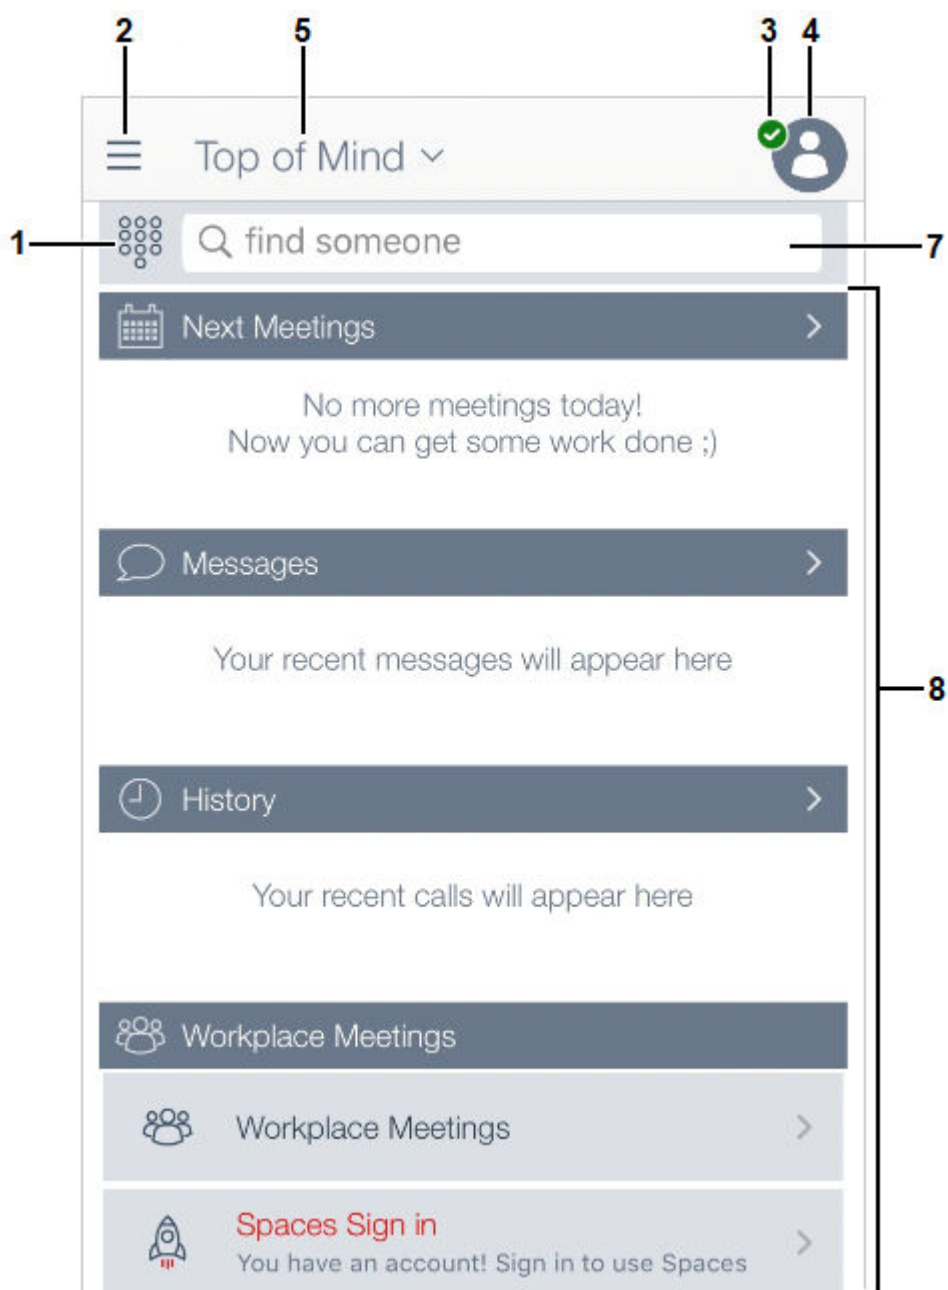 2 5 3 4
Top of Mind
1 find someone 7
Next Meetings
No more meetings today!
Now you can get some work done ;)
Messages
Your recent messages will appear here
8
History
Your recent calls will appear here
Workplace Meetings
Workplace Meetings
Spaces Sign in
You have an account! Sign in to use Spaces